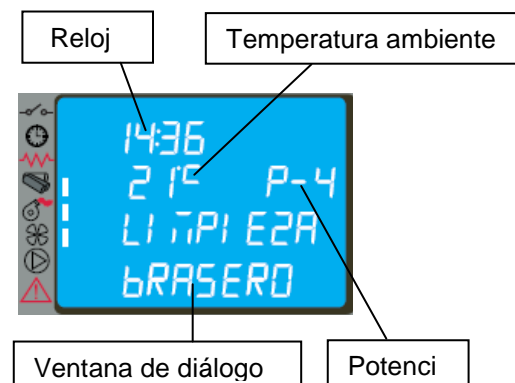 Reloj
Temperatura ambiente
14:36
21°C P-4
LIMPIEZA
bRASERO
Ventana de diálogo
Potenci